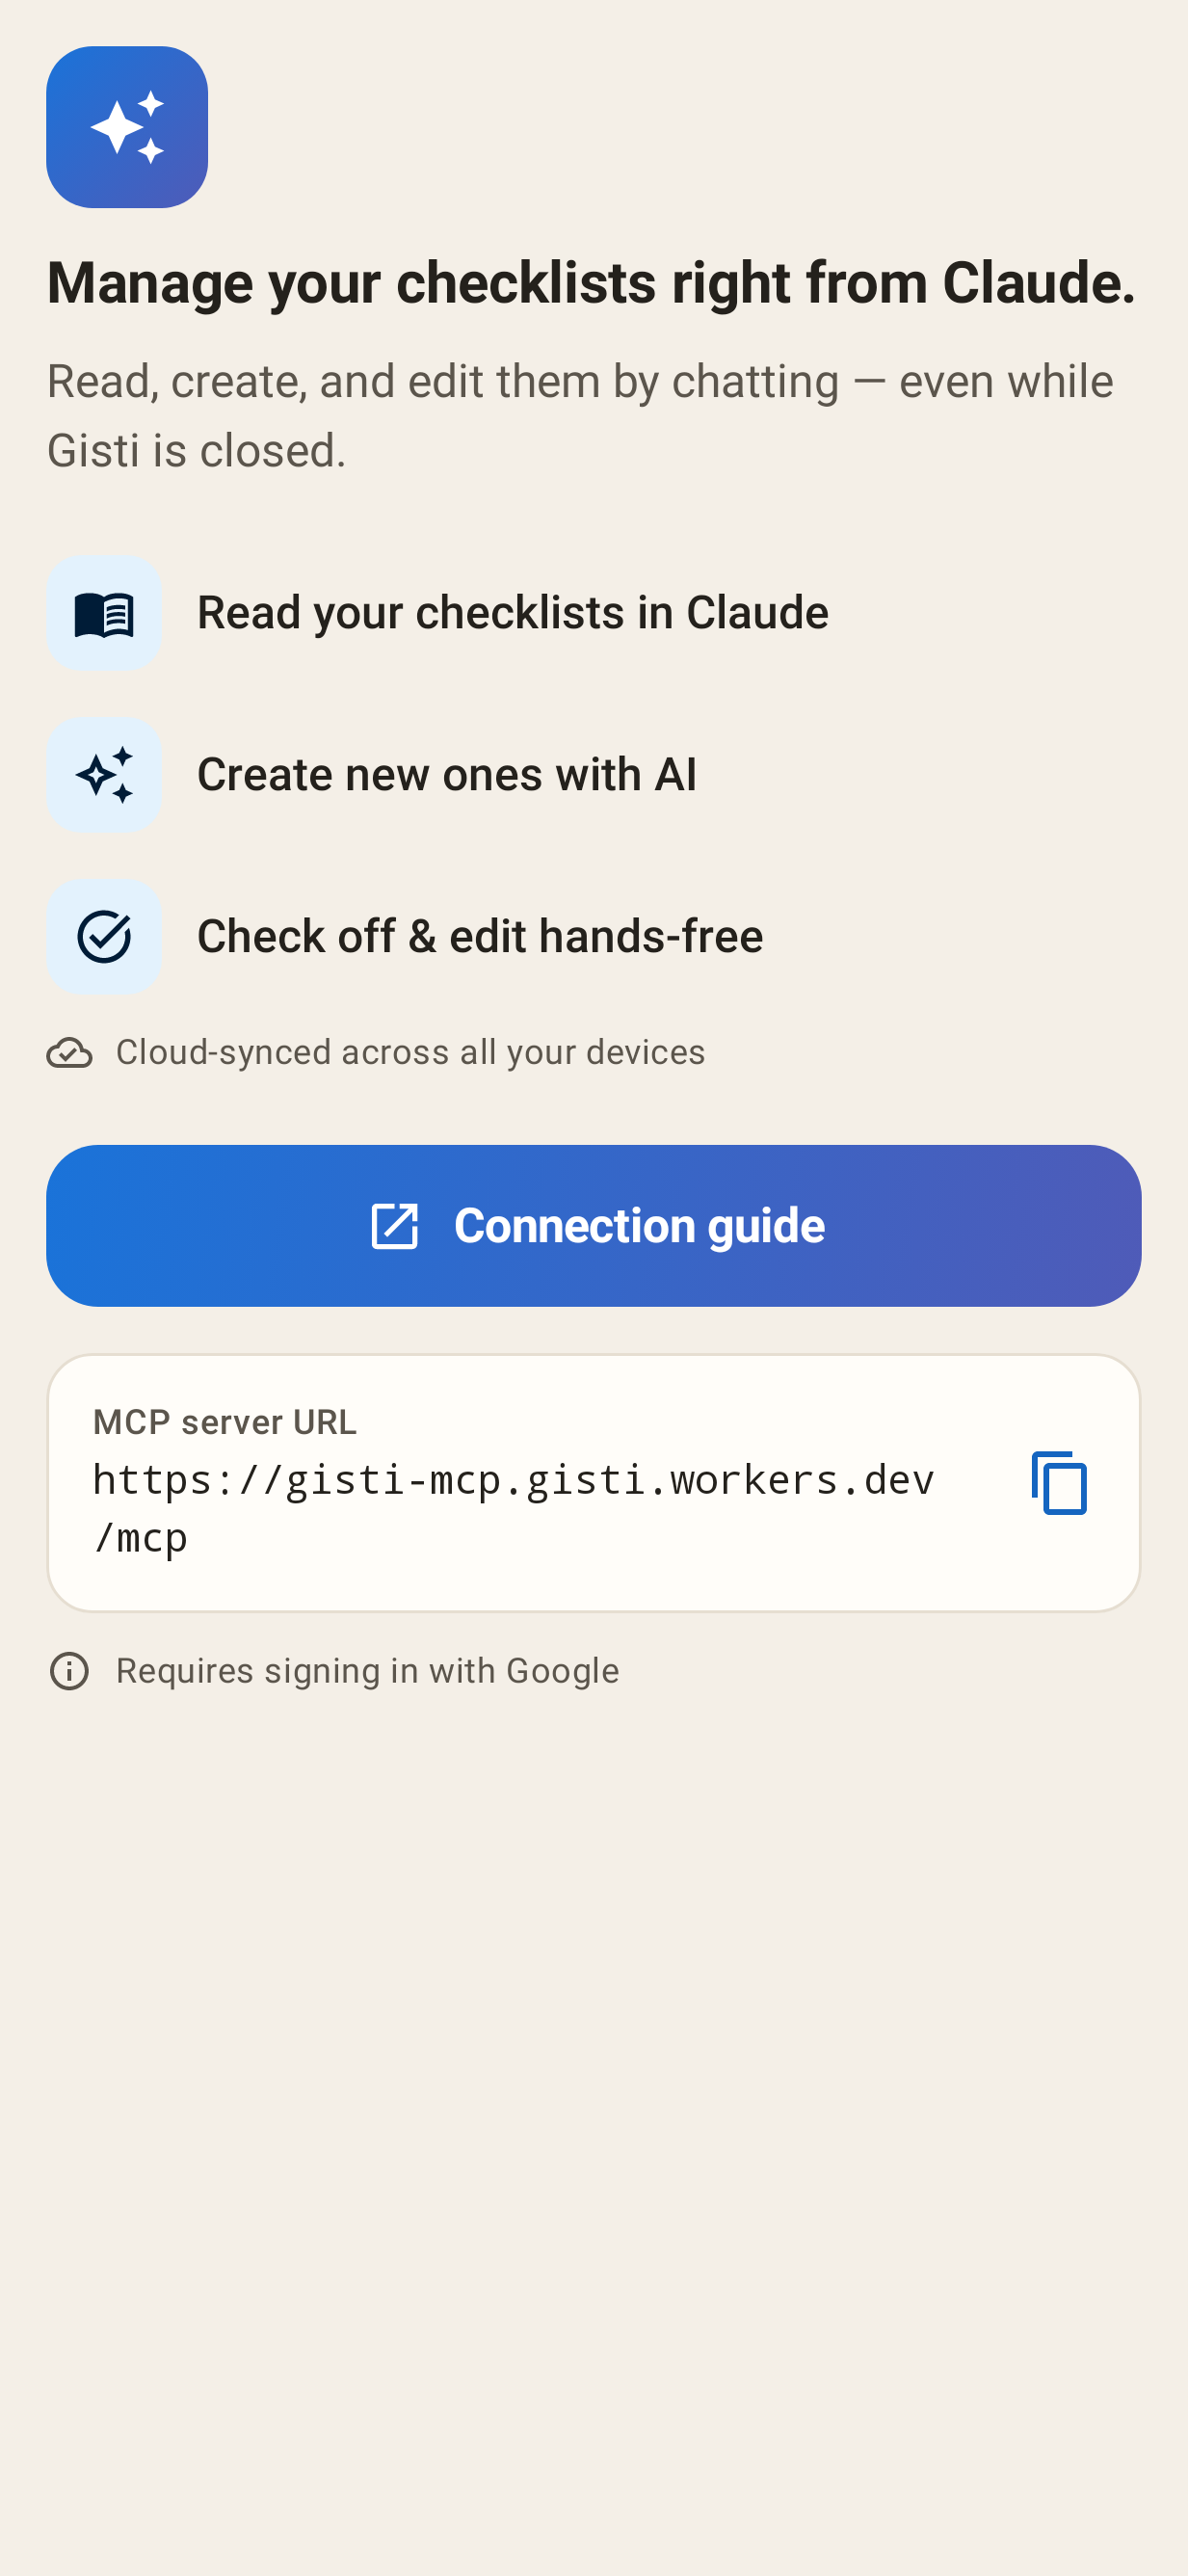 Manage your checklists right from Claude.
Read, create, and edit them by chatting — even while
Gisti is closed.
Read your checklists in Claude
Create new ones with AI
Check off & edit hands-free
Cloud-synced across all your devices
Connection guide
MCP server URL
https://gisti-mcp.gisti.workers.dev
/mcp
Requires signing in with Google